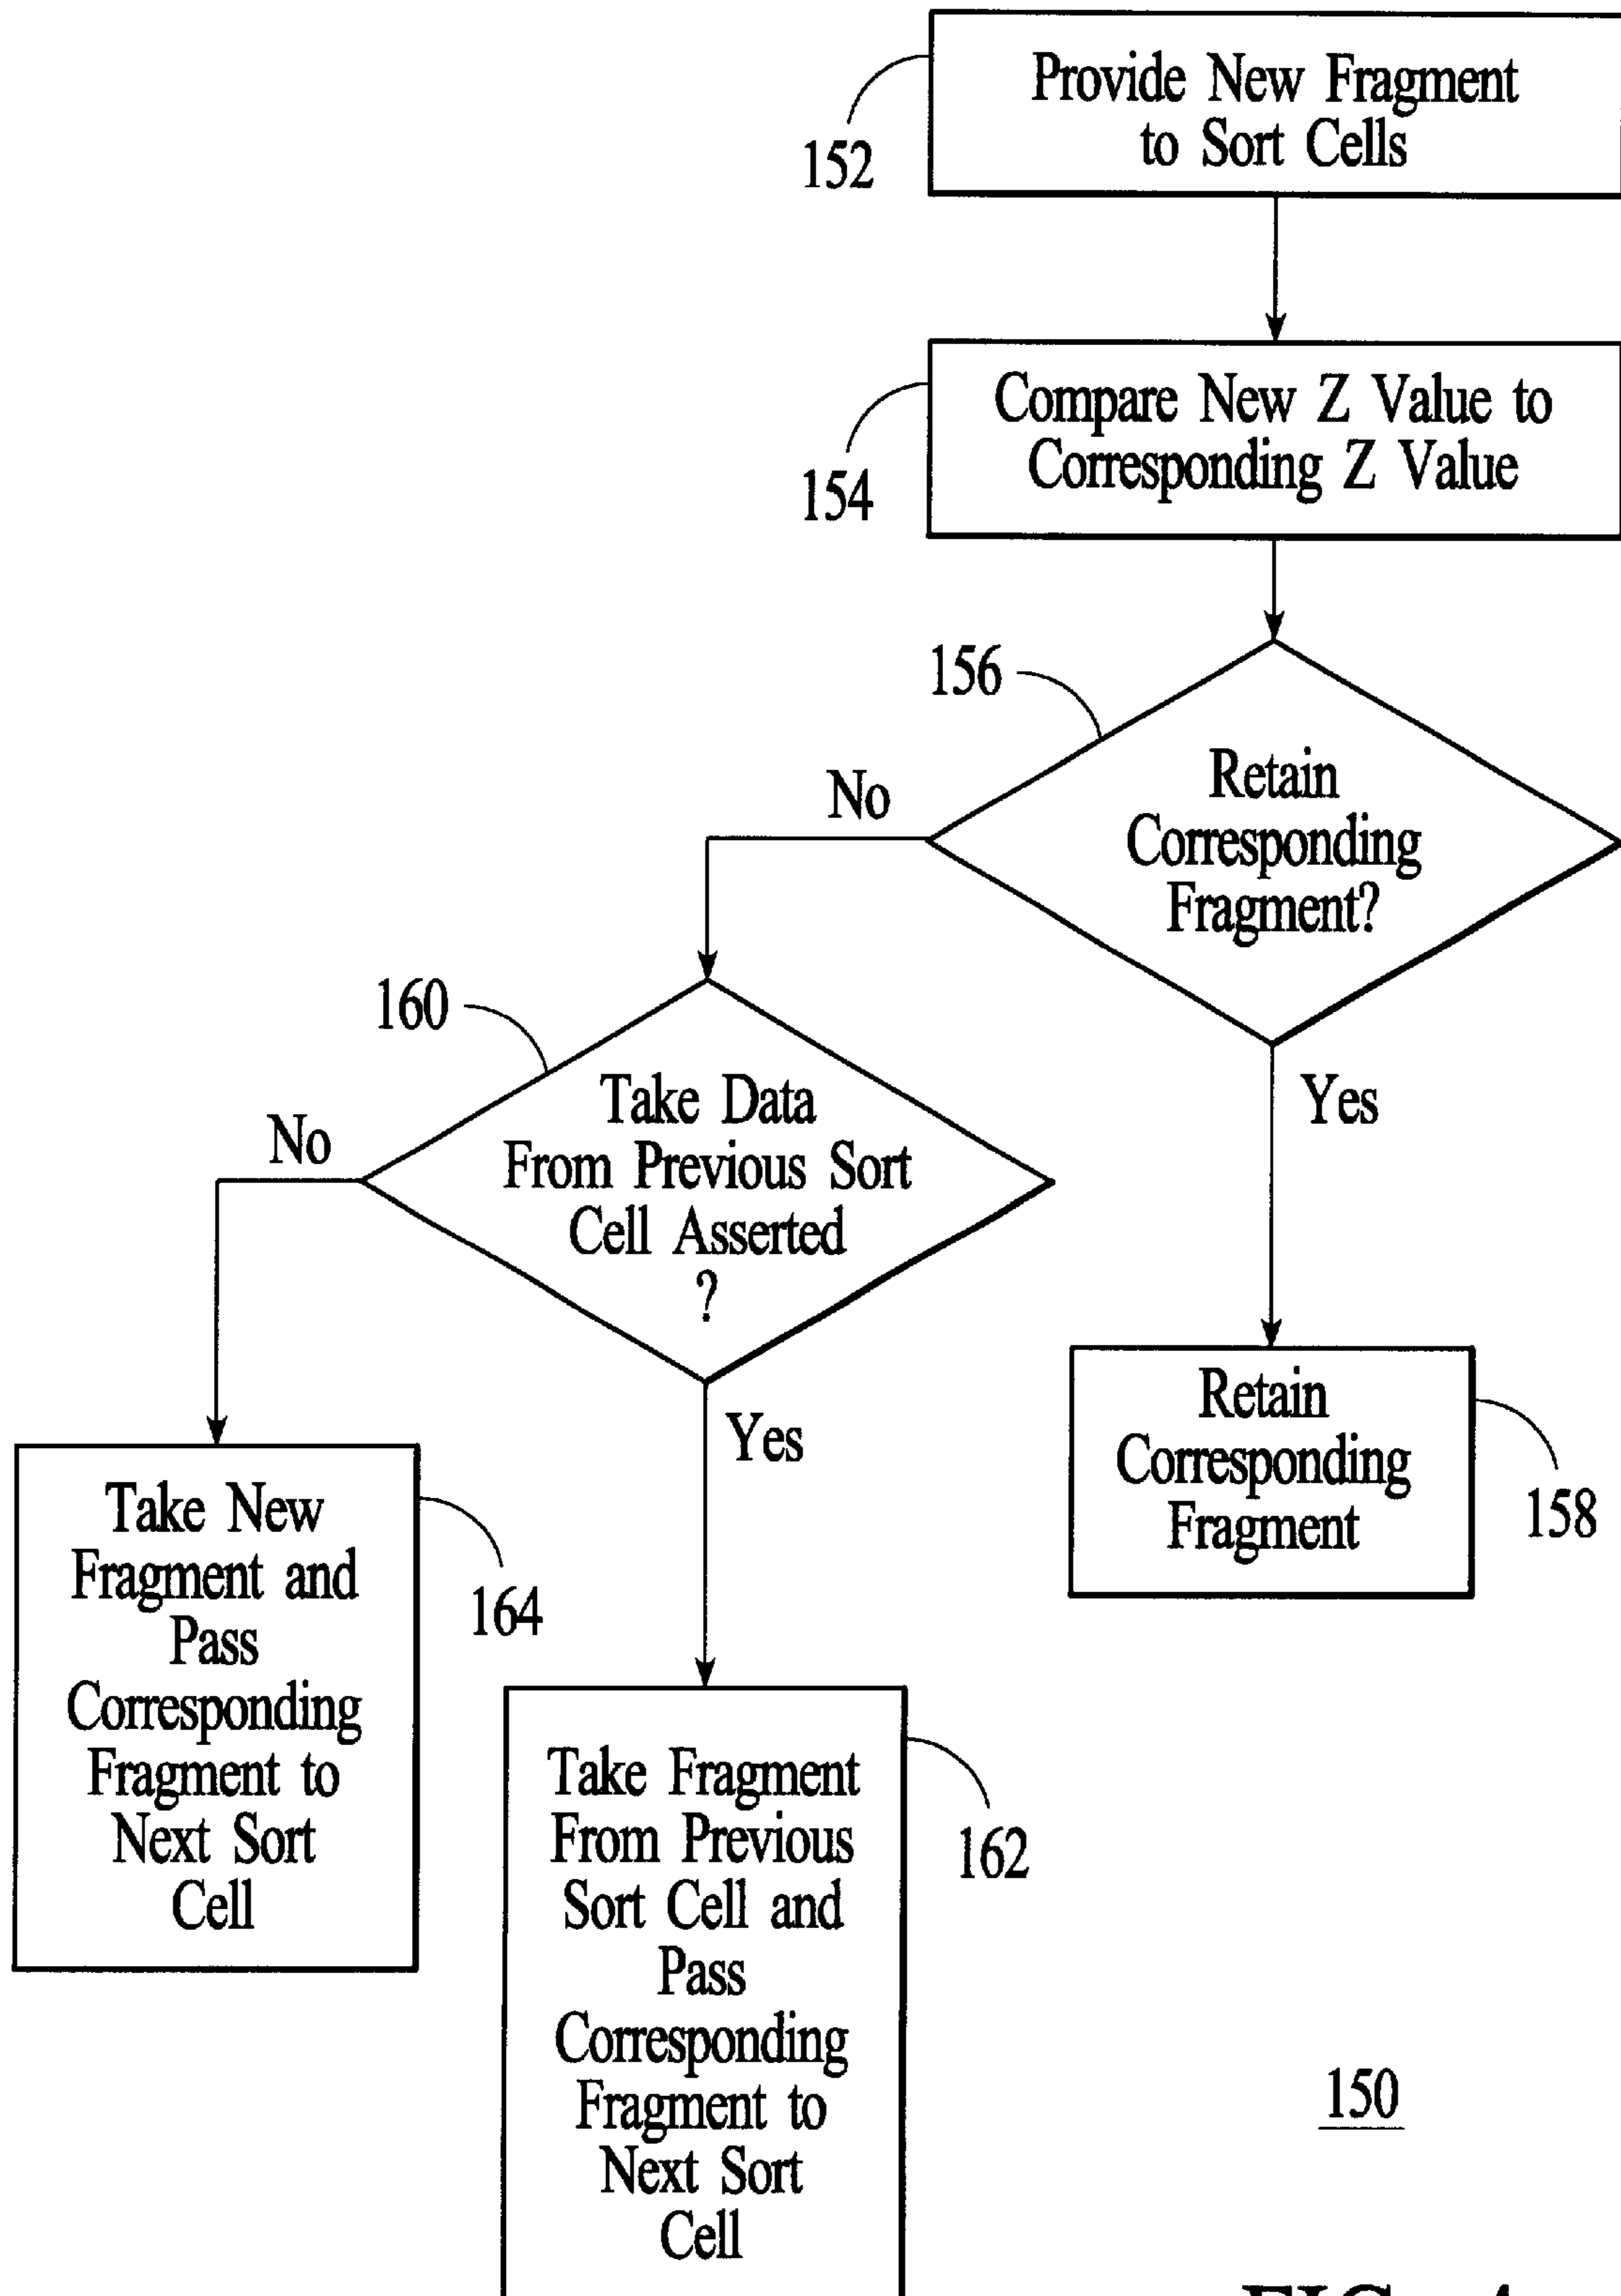 Provide New Fragment
to Sort Cells
152
Compare New Z Value to
Corresponding Z Value
154
156
Retain
Corresponding
Fragment?
No
Yes
160
Take Data
From Previous Sort
Cell Asserted
?
No
Yes
Retain
Corresponding
Fragment
158
Take New
Fragment and
Pass
Corresponding
Fragment to
Next Sort
Cell
164
Take Fragment
From Previous
Sort Cell and
Pass
Corresponding
Fragment to
Next Sort
Cell
162
150